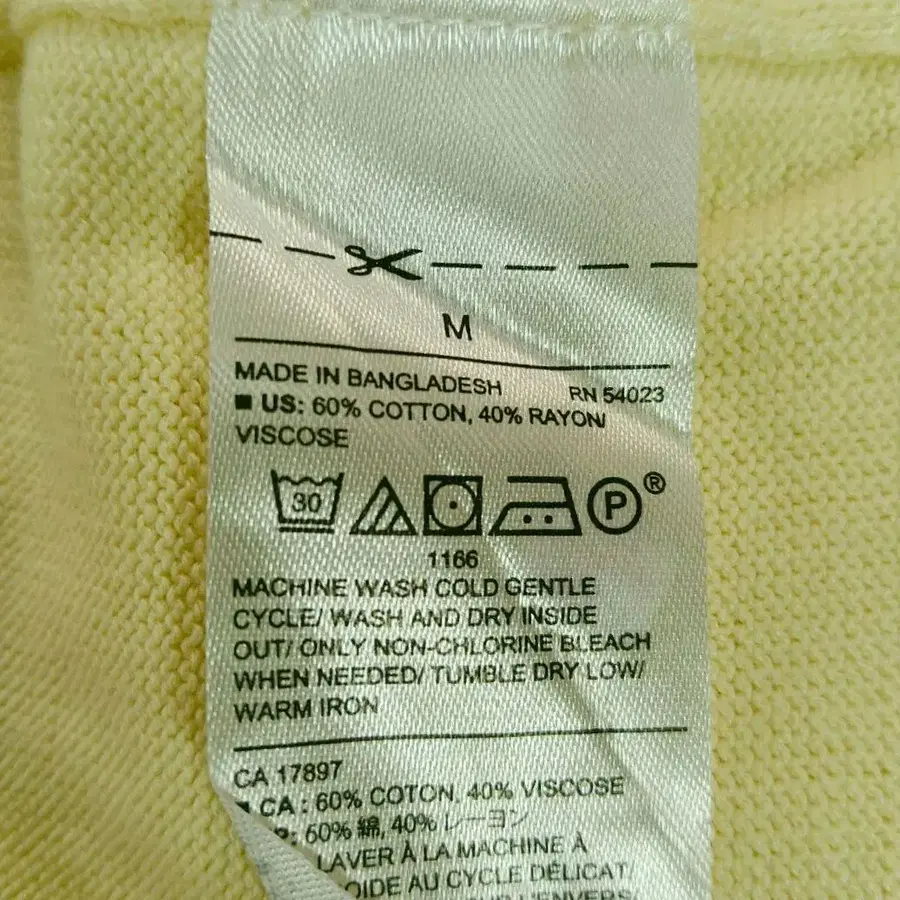 M
MADE IN BANGLADESH RN 54023
■ US: 60% COTTON, 40% RAYON/
VISCOSE
30 P ®
1166
MACHINE WASH COLD GENTLE
CYCLE/ WASH AND DRY INSIDE
OUT/ ONLY NON-CHLORINE BLEACH
WHEN NEEDED/ TUMBLE DRY LOW/
WARM IRON
CA 17897
CA : 60% COTON, 40% VISCOSE
: 60% 綿, 40% レーヨン
LAVER À LA MACHINE À
AU CYCLE DÉLICAT/